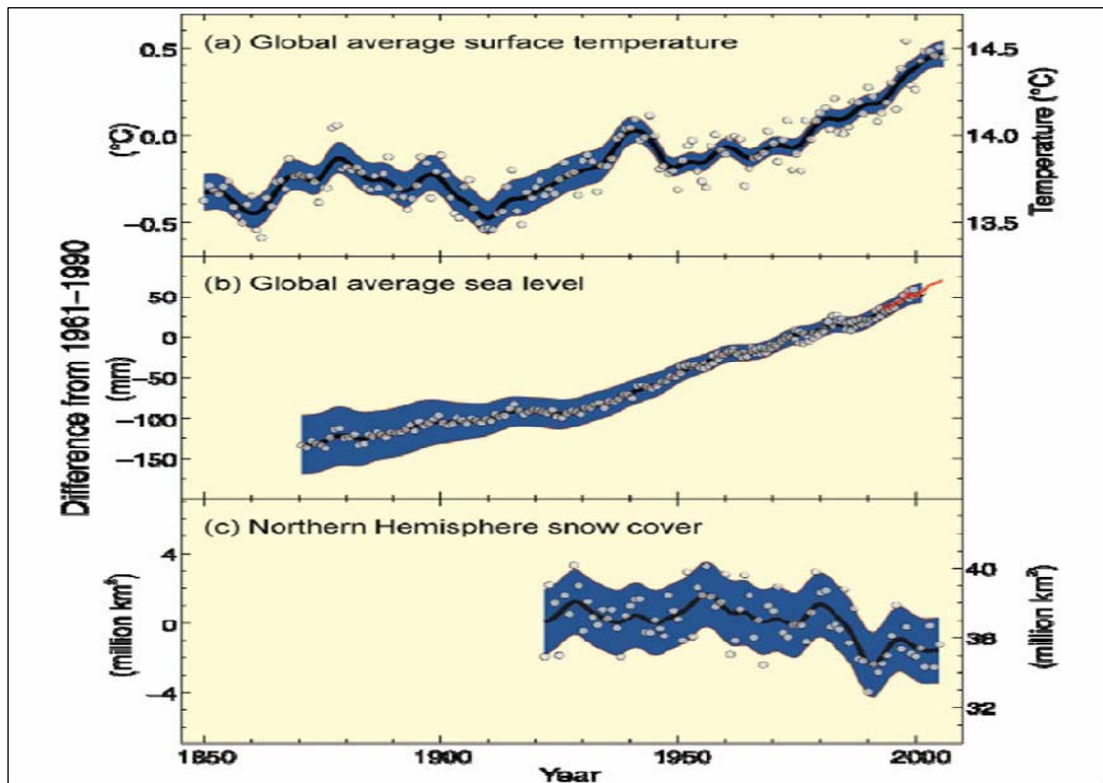 (a) Global average surface temperature
0.5
0.0
−0.5
(°C)
14.5
14.0
13.5
Temperature (°C)
Difference from 1961–1990
(b) Global average sea level
50
0
−50
−100
−150
(mm)
(c) Northern Hemisphere snow cover
4
0
−4
(million km²)
40
36
32
(million km²)
1850
1900
1950
2000
Year